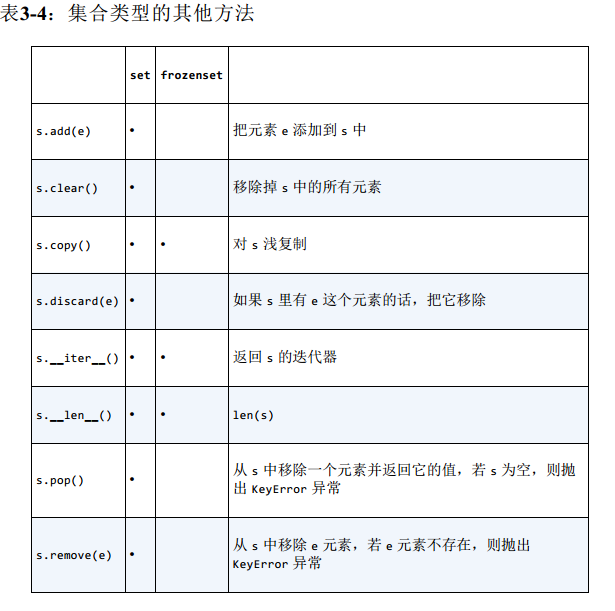 表3-4：集合类型的其他方法
set frozenset
s.add(e) • 把元素 e 添加到 s 中
s.clear() • 移除掉 s 中的所有元素
s.copy() • • 对 s 浅复制
s.discard(e) • 如果 s 里有 e 这个元素的话，把它移除
s.__iter__() • • 返回 s 的迭代器
s.__len__() • • len(s)
s.pop() • 从 s 中移除一个元素并返回它的值，若 s 为空，则抛
出 KeyError 异常
s.remove(e) • 从 s 中移除 e 元素，若 e 元素不存在，则抛出
KeyError 异常